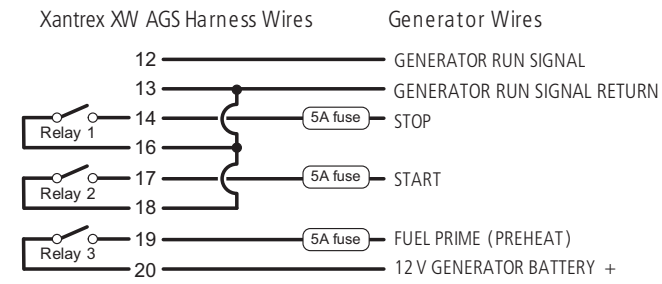 Xantrex XW AGS Harness Wires Generator Wires
12 GENERATOR RUN SIGNAL
13 GENERATOR RUN SIGNAL RETURN
14 5A fuse STOP
Relay 1
16
17 5A fuse START
Relay 2
18
19 5A fuse FUEL PRIME (PREHEAT)
Relay 3
20 12 V GENERATOR BATTERY +